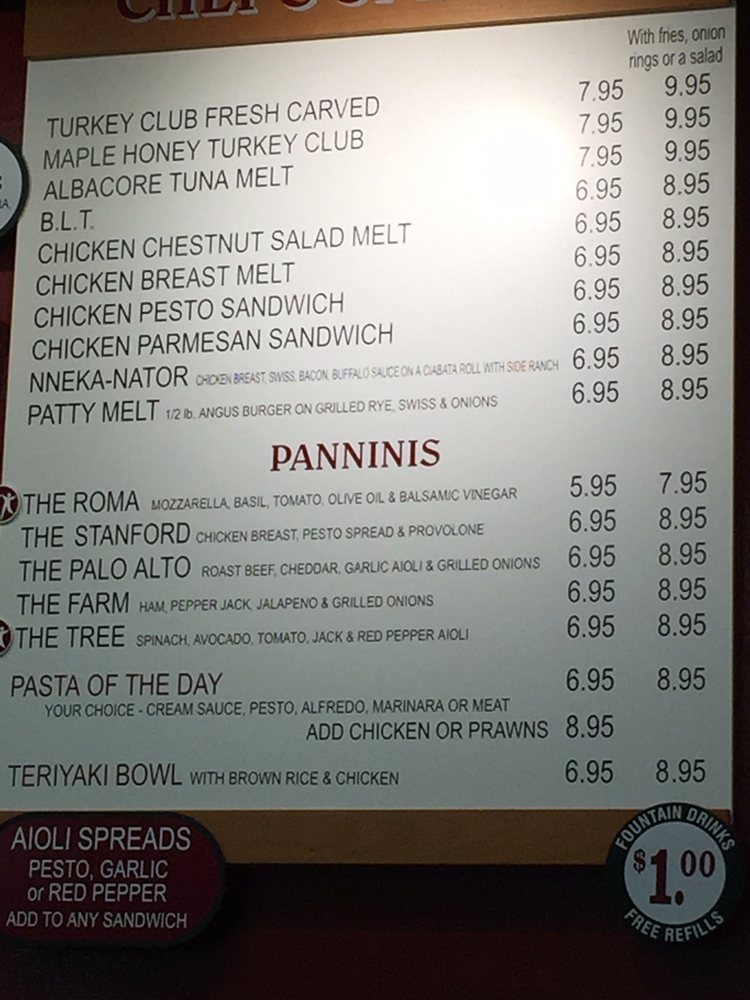 With fries, onion
rings or a salad
TURKEY CLUB FRESH CARVED 7.95 9.95
MAPLE HONEY TURKEY CLUB 7.95 9.95
ALBACORE TUNA MELT 7.95 9.95
B.L.T. 6.95 8.95
CHICKEN CHESTNUT SALAD MELT 6.95 8.95
CHICKEN BREAST MELT 6.95 8.95
CHICKEN PESTO SANDWICH 6.95 8.95
CHICKEN PARMESAN SANDWICH 6.95 8.95
NNEKA-NATOR CHICKEN BREAST, SWISS, BACON, BUFFALO SAUCE ON A CIABATA ROLL WITH SIDE RANCH 6.95 8.95
PATTY MELT 1/2 lb. ANGUS BURGER ON GRILLED RYE, SWISS & ONIONS 6.95 8.95
PANNINIS
THE ROMA MOZZARELLA, BASIL, TOMATO, OLIVE OIL & BALSAMIC VINEGAR 5.95 7.95
THE STANFORD CHICKEN BREAST, PESTO SPREAD & PROVOLONE 6.95 8.95
THE PALO ALTO ROAST BEEF, CHEDDAR, GARLIC AIOLI & GRILLED ONIONS 6.95 8.95
THE FARM HAM, PEPPER JACK, JALAPENO & GRILLED ONIONS 6.95 8.95
THE TREE SPINACH, AVOCADO, TOMATO, JACK & RED PEPPER AIOLI 6.95 8.95
PASTA OF THE DAY 6.95 8.95
YOUR CHOICE - CREAM SAUCE, PESTO, ALFREDO, MARINARA OR MEAT
ADD CHICKEN OR PRAWNS 8.95
TERIYAKI BOWL WITH BROWN RICE & CHICKEN 6.95 8.95
AIOLI SPREADS
PESTO, GARLIC
or RED PEPPER
ADD TO ANY SANDWICH
FOUNTAIN DRINKS
$1.00
FREE REFILLS